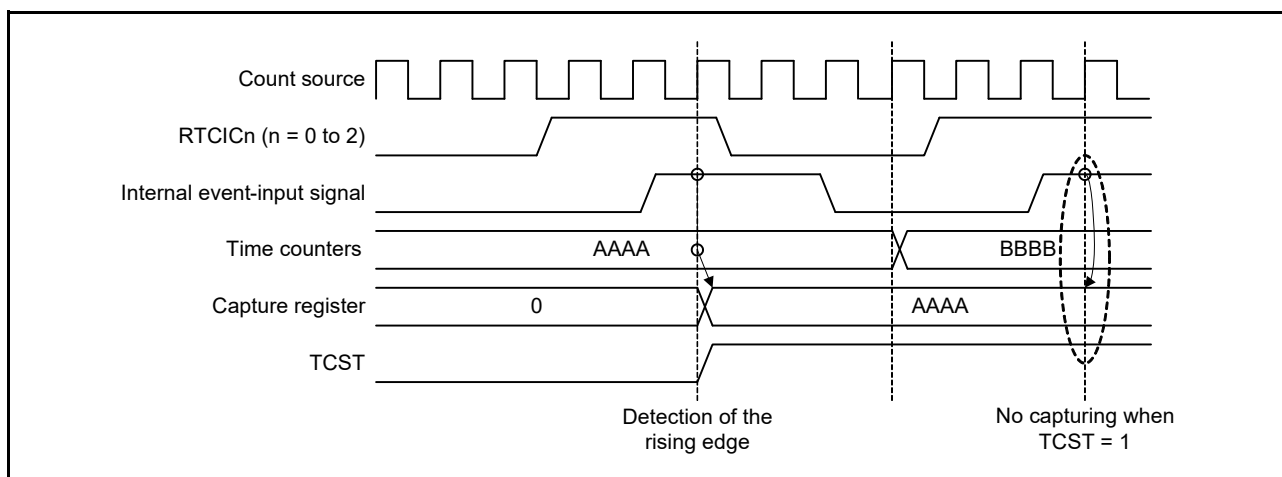 Count source
RTCICn (n = 0 to 2)
Internal event-input signal
Time counters
AAAA
BBBB
Capture register
0
AAAA
TCST
Detection of the
rising edge
No capturing when
TCST = 1